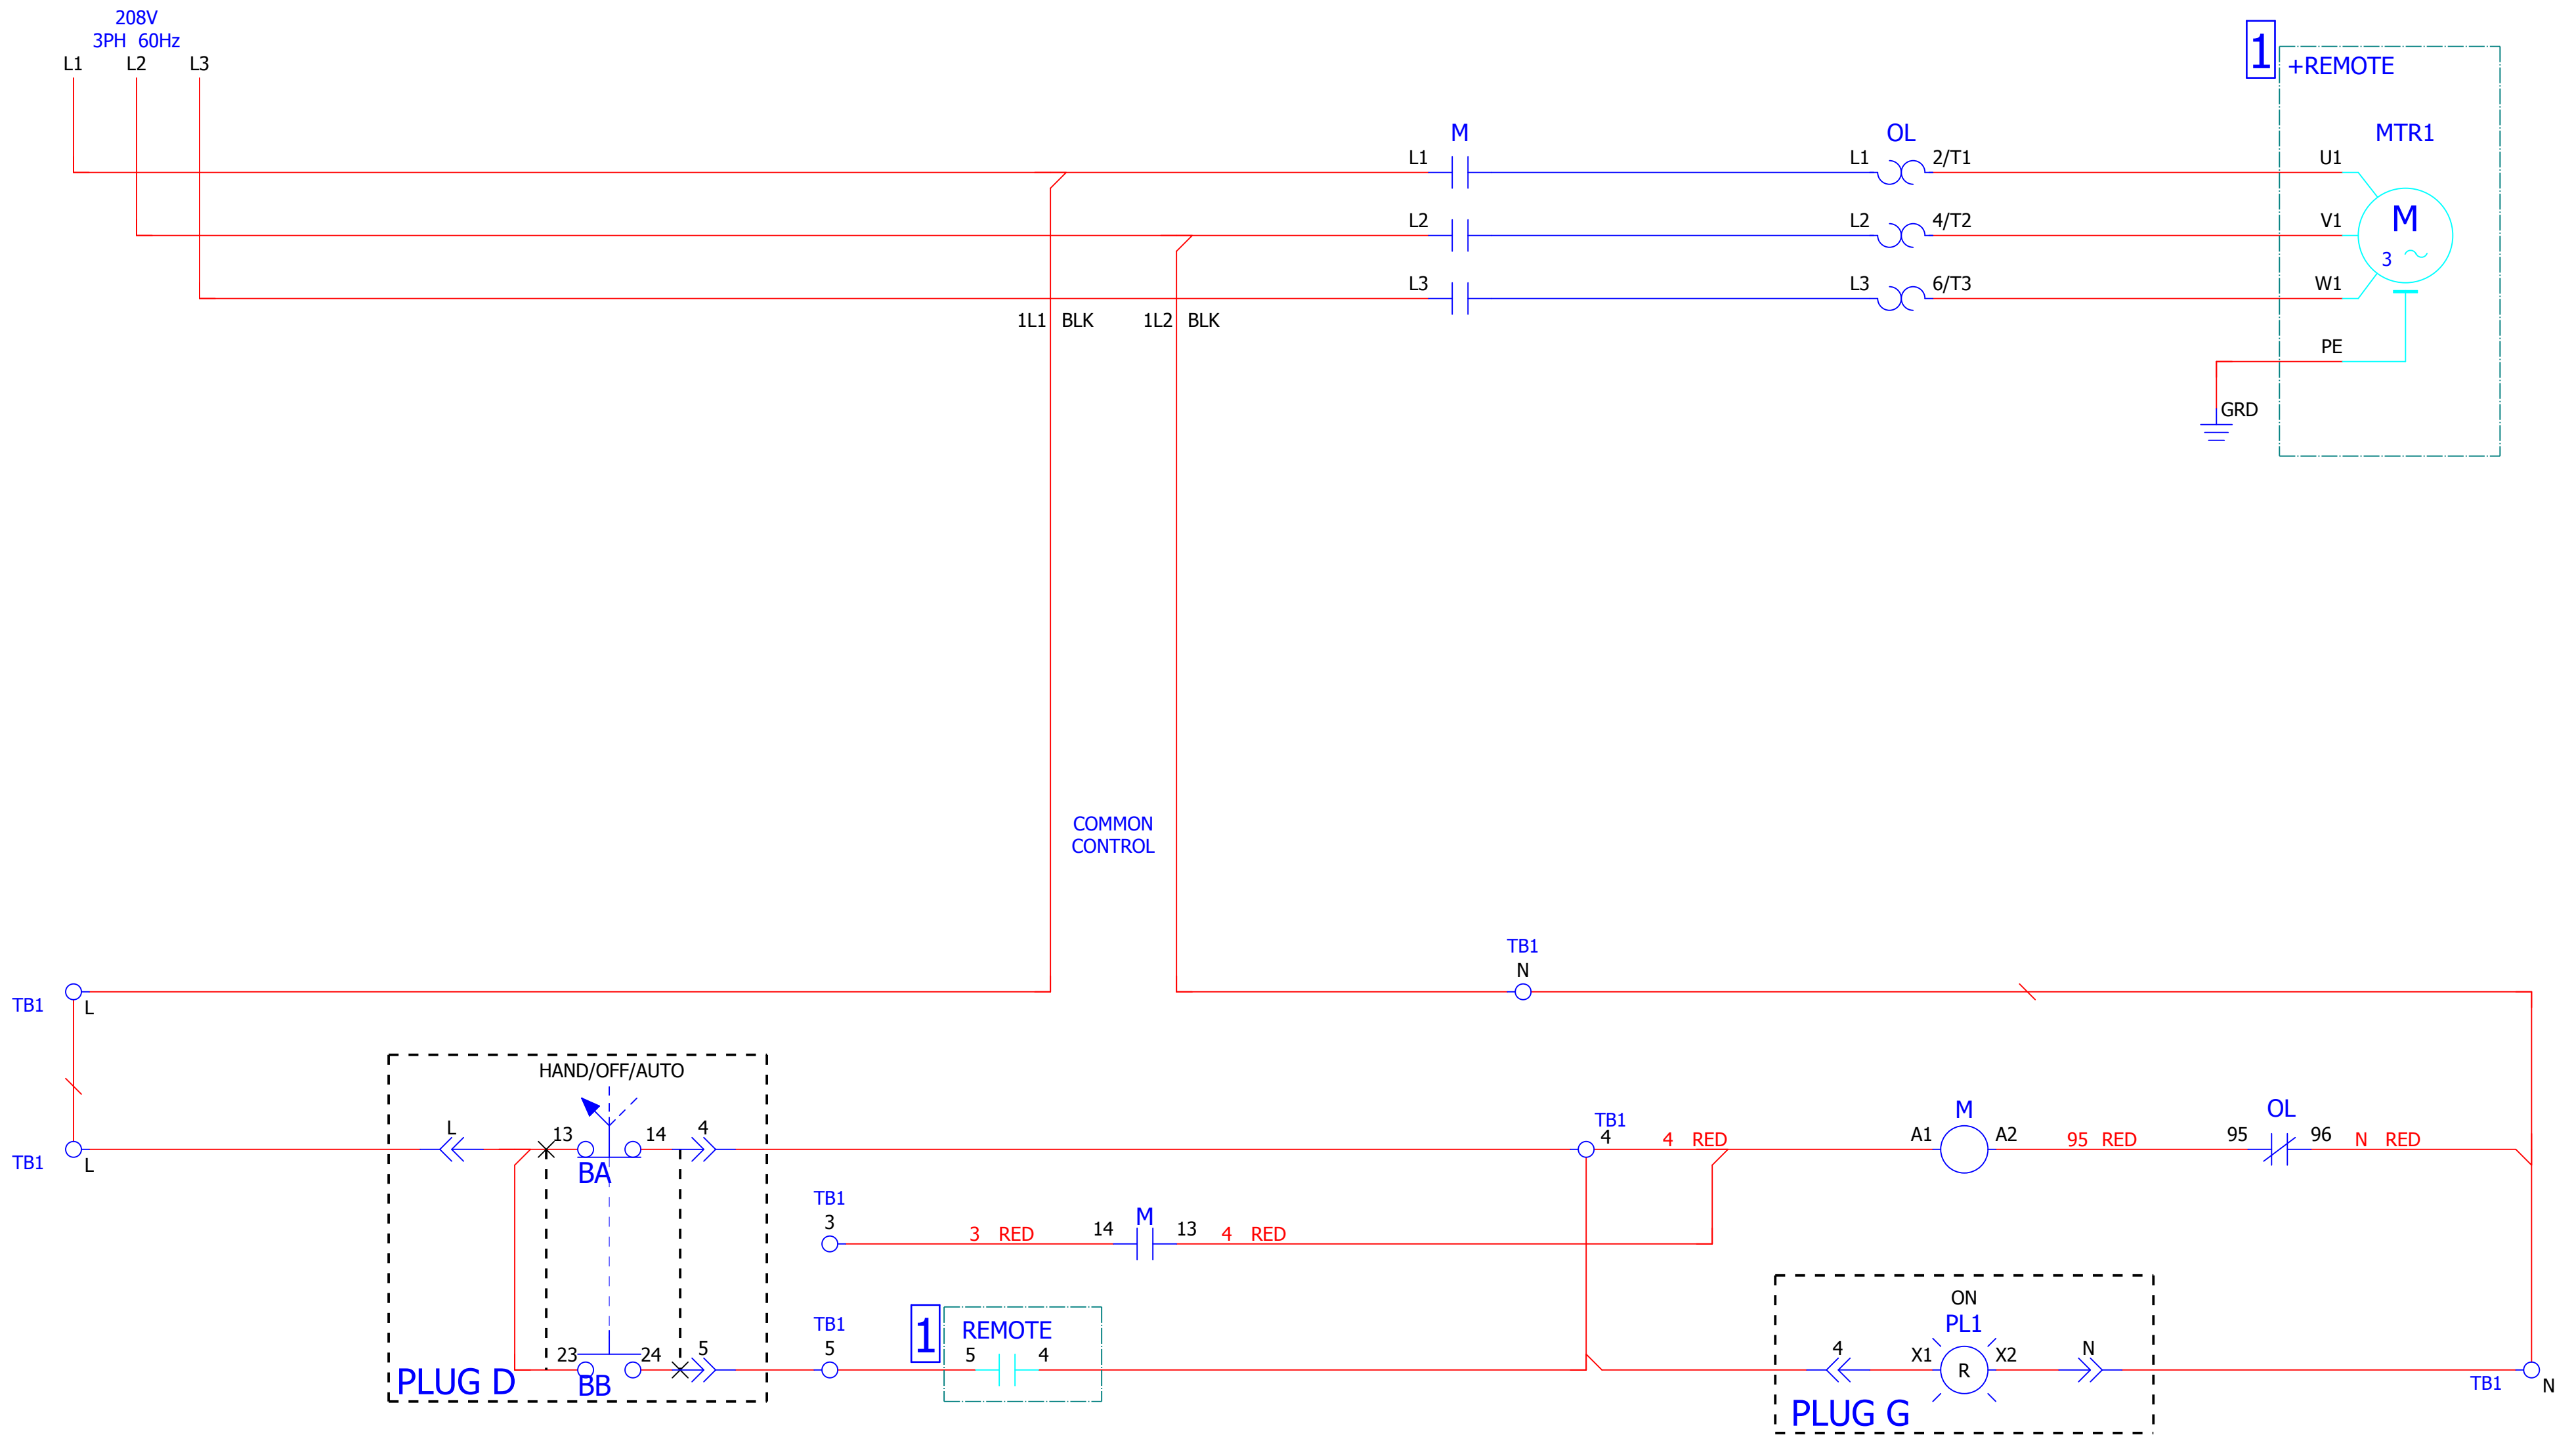 208V
3PH 60Hz
L1 L2 L3
1
+REMOTE
M OL MTR1
L1 L1 2/T1 U1
L2 L2 4/T2 V1
M
3
L3 L3 6/T3 W1
1L1 BLK 1L2 BLK
PE
GRD
COMMON
CONTROL
TB1
N
TB1 L
HAND/OFF/AUTO
TB1 L
L 13 14 4
BA
TB1
4
4 RED
M
A1 A2
95 RED
OL
95 96
N RED
TB1
3
3 RED
14 M 13
4 RED
23 24 5
BB
PLUG D
TB1
5
1
REMOTE
5 4
ON
PL1
4 X1 R X2 N
PLUG G
TB1 N